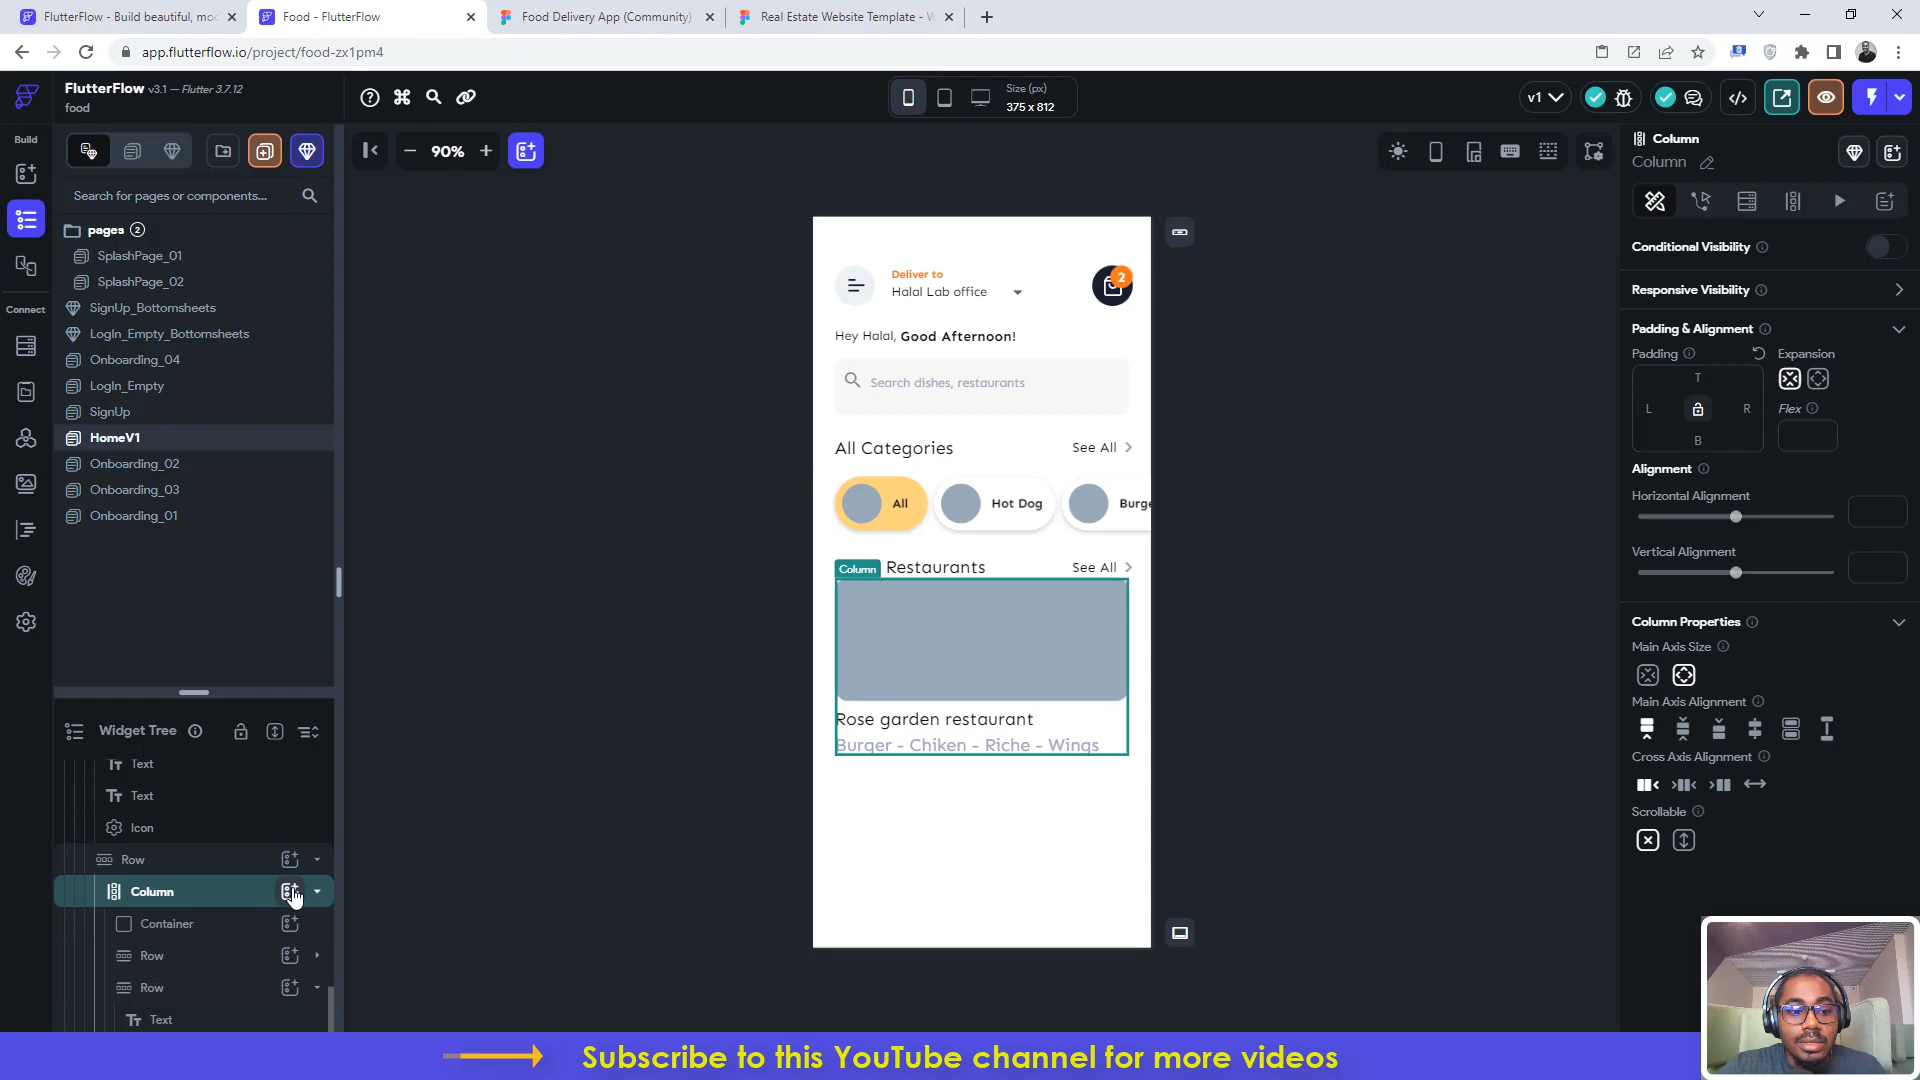 FlutterFlow - Build beautiful, mo
Food - FlutterFlow
Food Delivery App (Community)
Real Estate Website Template - W
app.flutterflow.io/project/food-zx1pm4
FlutterFlow v3.1 — Flutter 3.7.12
food
Size (px)
375 x 812
v1
Build
Connect
90%
Search for pages or components...
pages 2
SplashPage_01
SplashPage_02
SignUp_Bottomsheets
LogIn_Empty_Bottomsheets
Onboarding_04
LogIn_Empty
SignUp
HomeV1
Onboarding_02
Onboarding_03
Onboarding_01
Widget Tree
Text
Text
Icon
Row
Column
Container
Row
Row
Text
Deliver to
Halal Lab office
2
Hey Halal, Good Afternoon!
Search dishes, restaurants
All Categories
See All
All
Hot Dog
Burge
Column
Restaurants
See All
Rose garden restaurant
Burger - Chiken - Riche - Wings
Column
Column
Conditional Visibility
Responsive Visibility
Padding & Alignment
Padding
Expansion
T
L
R
B
Flex
Alignment
Horizontal Alignment
Vertical Alignment
Column Properties
Main Axis Size
Main Axis Alignment
Cross Axis Alignment
Scrollable
Subscribe to this YouTube channel for more videos